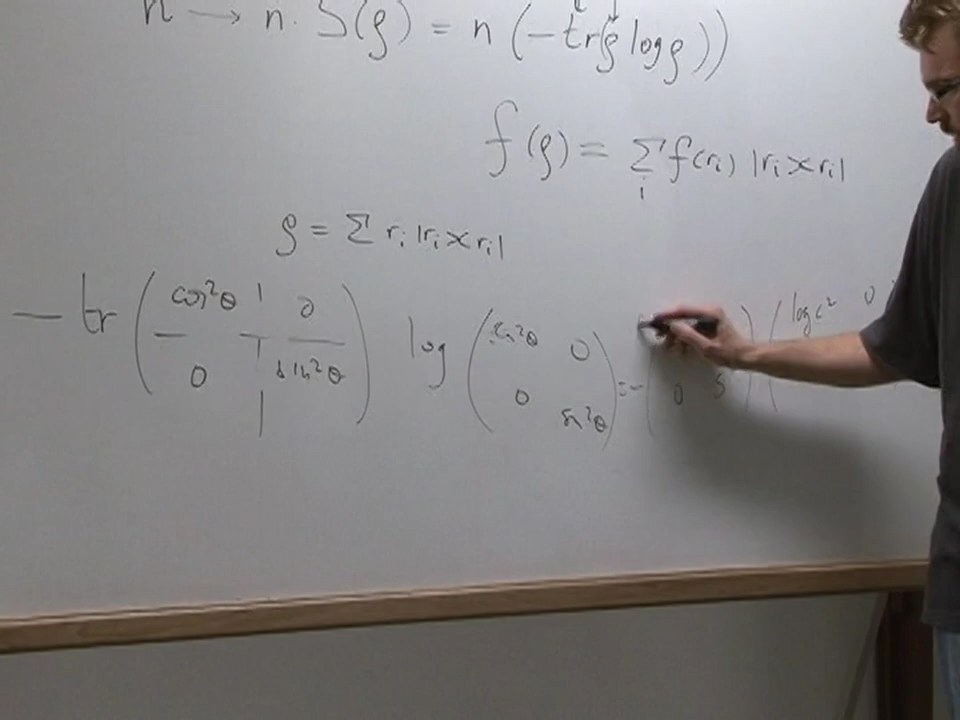 n → n · S(ρ) = n (−tr(ρ log ρ))
f(ρ) = Σ_i f(r_i) |r_i⟩⟨r_i|
ρ = Σ r_i |r_i⟩⟨r_i|
− tr ( cos²θ 0 ) log ( cos²θ 0 ) = − ( ) ( log c² 0
( 0 sin²θ ) ( 0 sin²θ ) ( 0 s )